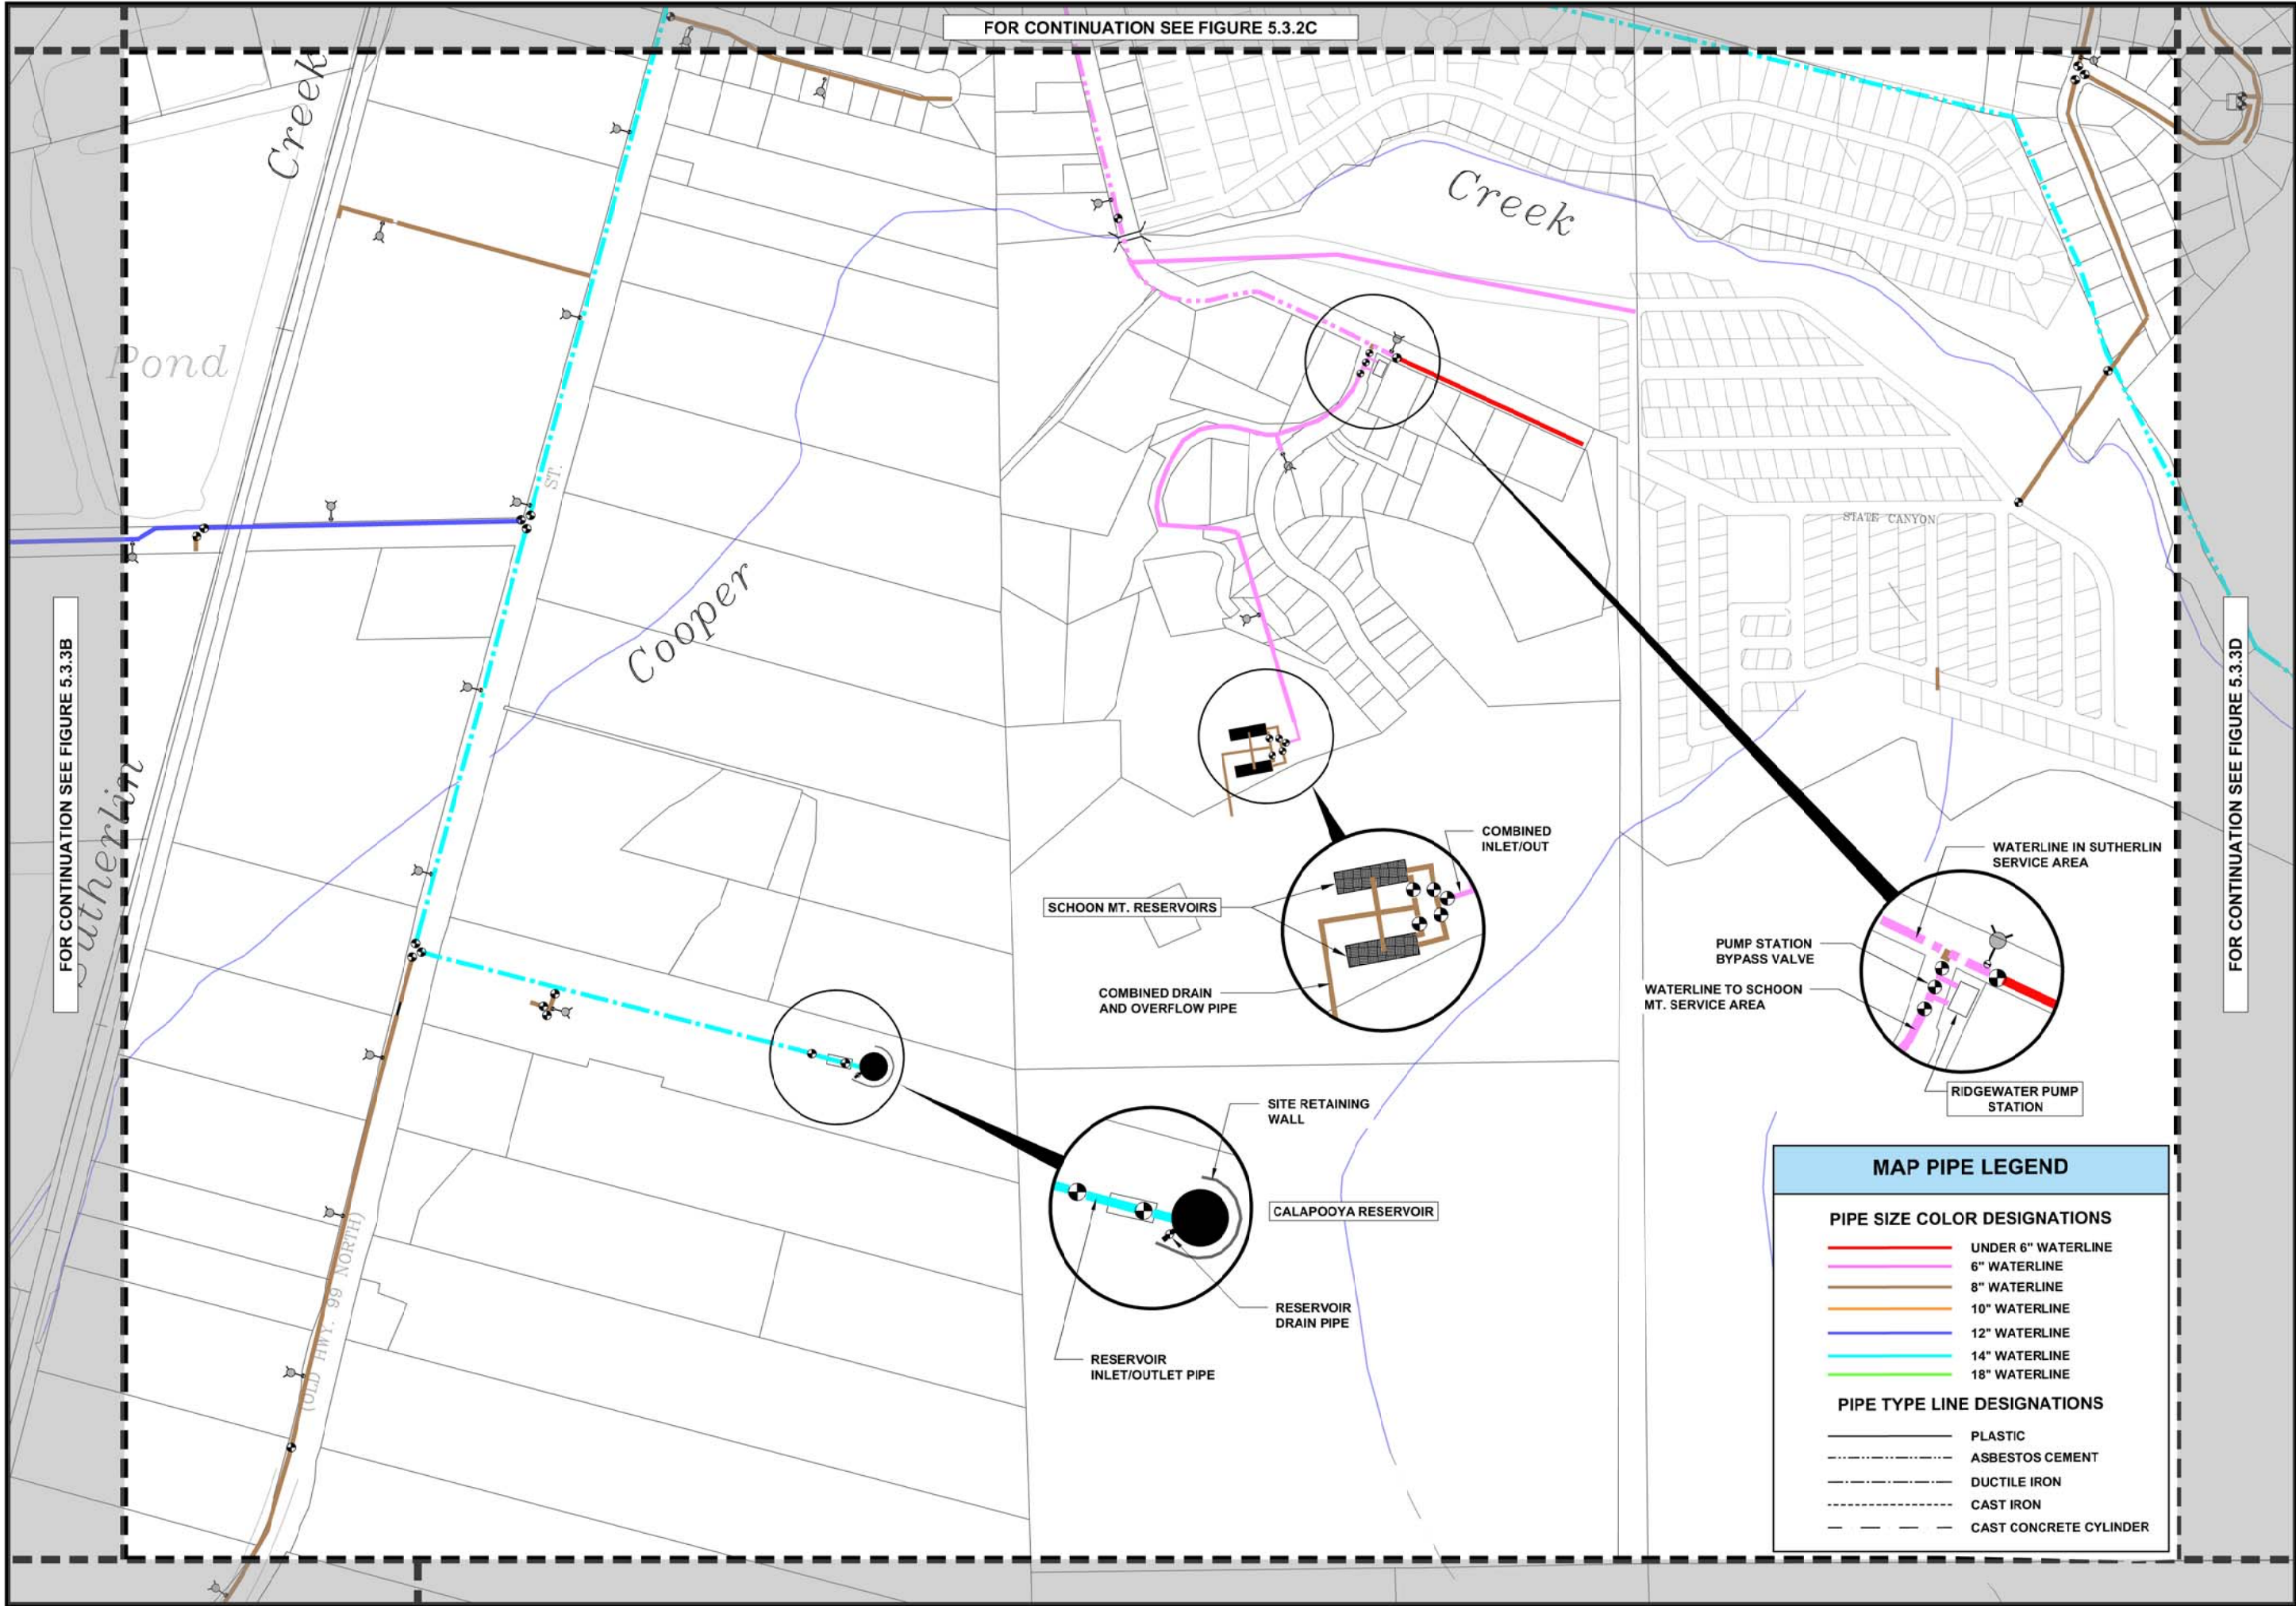 FOR CONTINUATION SEE FIGURE 5.3.2C
Creek
Creek
Pond
ST.
STATE CANYON
Cooper
FOR CONTINUATION SEE FIGURE 5.3.3B
FOR CONTINUATION SEE FIGURE 5.3.3D
Sutherlin
COMBINED
INLET/OUT
SCHOON MT. RESERVOIRS
COMBINED DRAIN
AND OVERFLOW PIPE
WATERLINE IN SUTHERLIN
SERVICE AREA
PUMP STATION
BYPASS VALVE
WATERLINE TO SCHOON
MT. SERVICE AREA
RIDGEWATER PUMP
STATION
SITE RETAINING
WALL
CALAPOOYA RESERVOIR
RESERVOIR
DRAIN PIPE
RESERVOIR
INLET/OUTLET PIPE
(OLD HWY. 99 NORTH)
MAP PIPE LEGEND
PIPE SIZE COLOR DESIGNATIONS
UNDER 6" WATERLINE
6" WATERLINE
8" WATERLINE
10" WATERLINE
12" WATERLINE
14" WATERLINE
18" WATERLINE
PIPE TYPE LINE DESIGNATIONS
PLASTIC
ASBESTOS CEMENT
DUCTILE IRON
CAST IRON
CAST CONCRETE CYLINDER